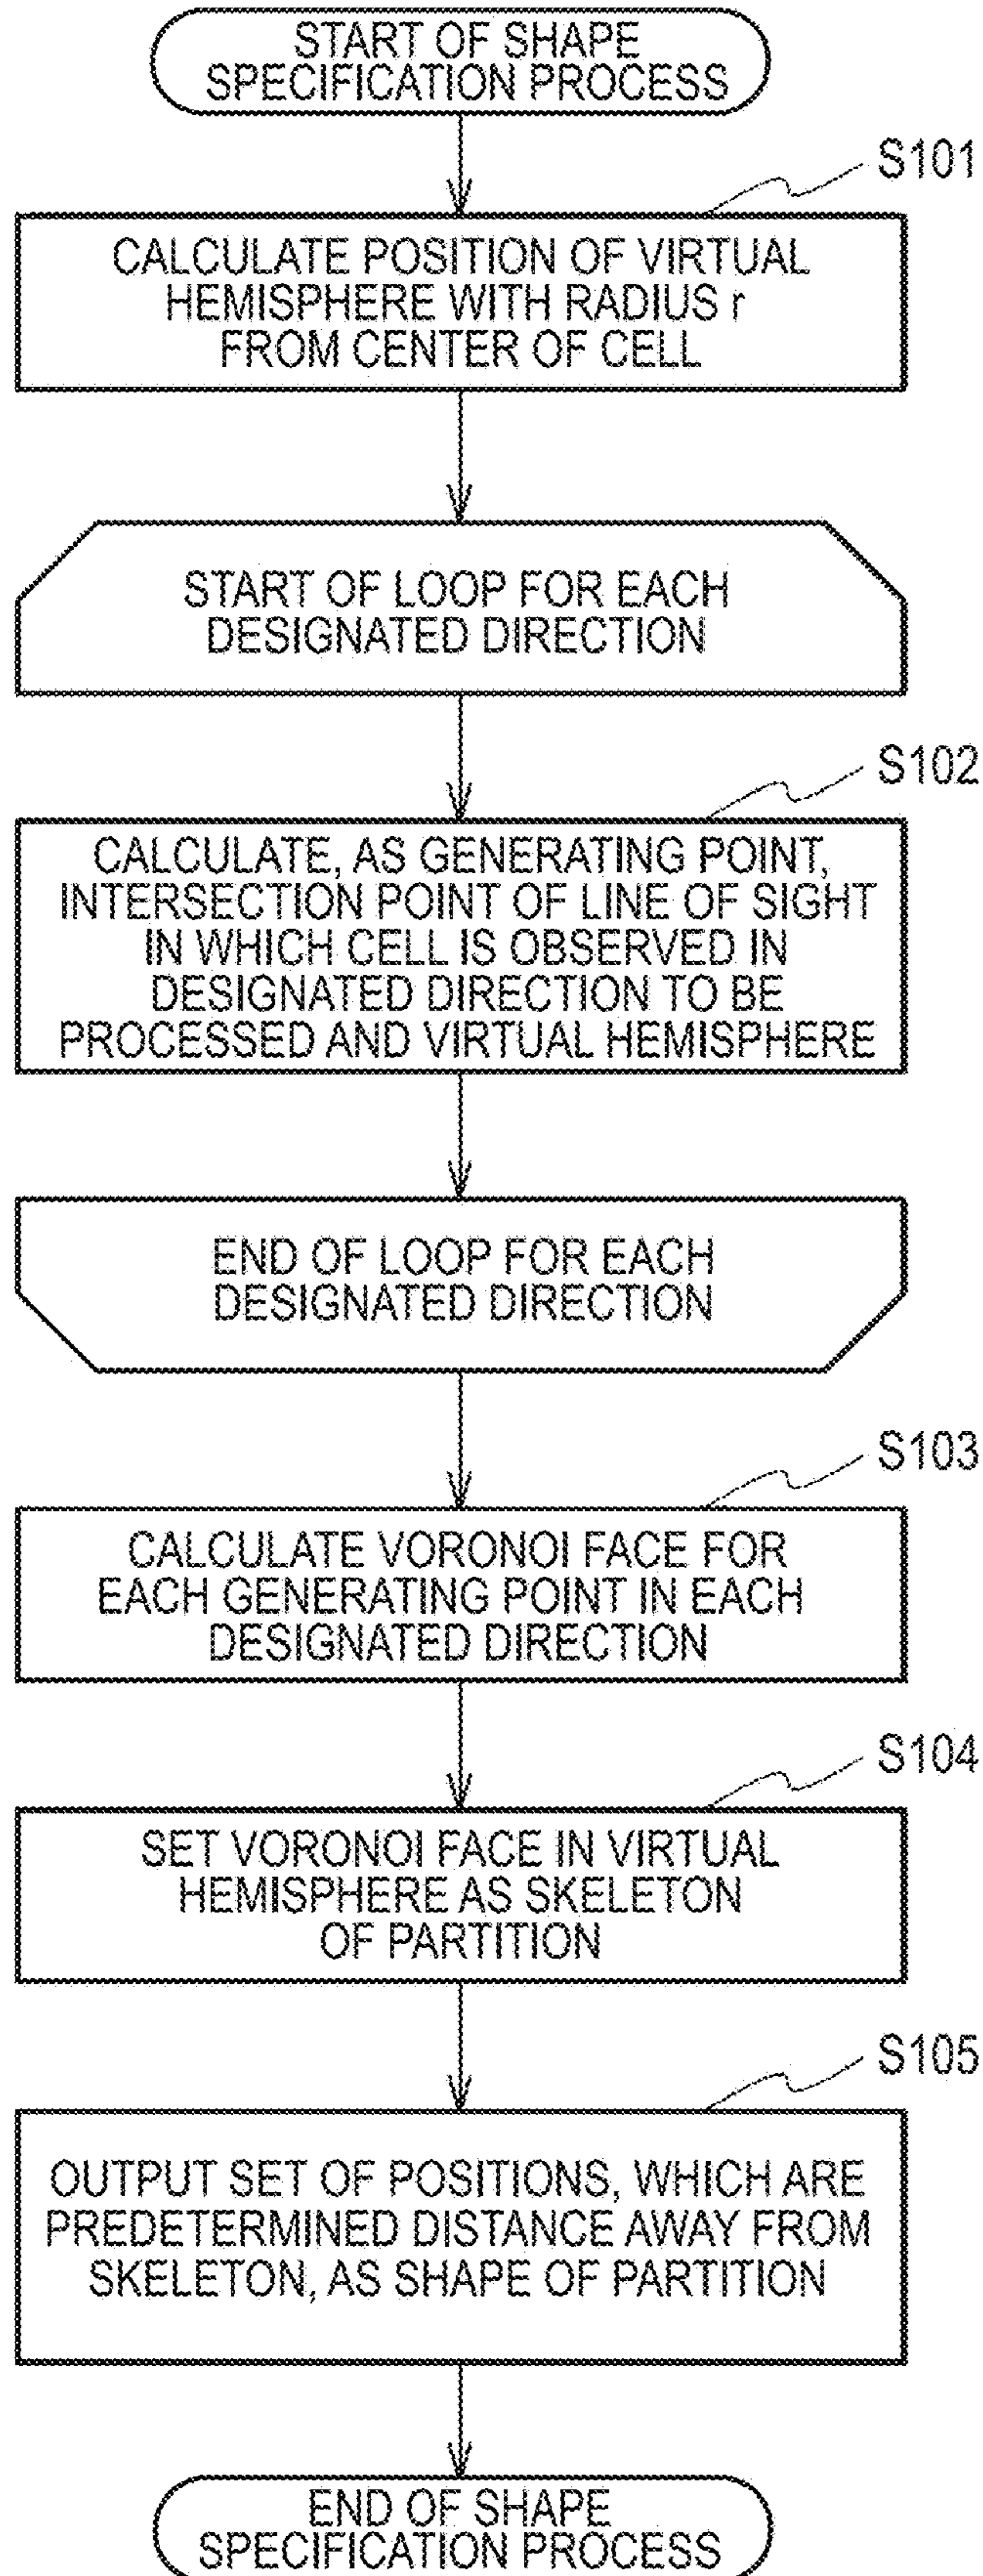 START OF SHAPE
SPECIFICATION PROCESS
S101
CALCULATE POSITION OF VIRTUAL
HEMISPHERE WITH RADIUS r
FROM CENTER OF CELL
START OF LOOP FOR EACH
DESIGNATED DIRECTION
S102
CALCULATE, AS GENERATING POINT,
INTERSECTION POINT OF LINE OF SIGHT
IN WHICH CELL IS OBSERVED IN
DESIGNATED DIRECTION TO BE
PROCESSED AND VIRTUAL HEMISPHERE
END OF LOOP FOR EACH
DESIGNATED DIRECTION
S103
CALCULATE VORONOI FACE FOR
EACH GENERATING POINT IN EACH
DESIGNATED DIRECTION
S104
SET VORONOI FACE IN VIRTUAL
HEMISPHERE AS SKELETON
OF PARTITION
S105
OUTPUT SET OF POSITIONS, WHICH ARE
PREDETERMINED DISTANCE AWAY FROM
SKELETON, AS SHAPE OF PARTITION
END OF SHAPE
SPECIFICATION PROCESS